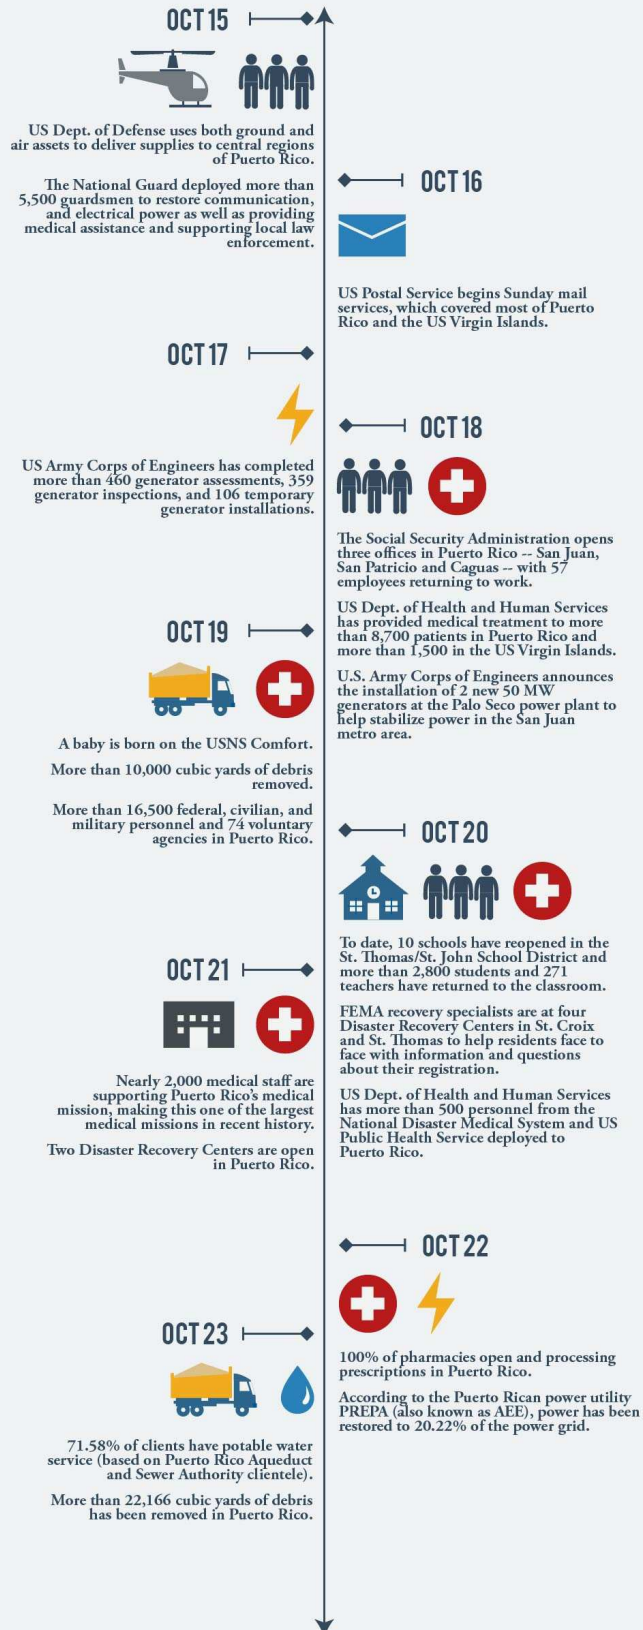 OCT 15
US Dept. of Defense uses both ground and
air assets to deliver supplies to central regions
of Puerto Rico.
The National Guard deployed more than
5,500 guardsmen to restore communication,
and electrical power as well as providing
medical assistance and supporting local law
enforcement.
OCT 16
US Postal Service begins Sunday mail
services, which covered most of Puerto
Rico and the US Virgin Islands.
OCT 17
US Army Corps of Engineers has completed
more than 460 generator assessments, 359
generator inspections, and 106 temporary
generator installations.
OCT 18
The Social Security Administration opens
three offices in Puerto Rico -- San Juan,
San Patricio and Caguas -- with 57
employees returning to work.
US Dept. of Health and Human Services
has provided medical treatment to more
than 8,700 patients in Puerto Rico and
more than 1,500 in the US Virgin Islands.
U.S. Army Corps of Engineers announces
the installation of 2 new 50 MW
generators at the Palo Seco power plant to
help stabilize power in the San Juan
metro area.
OCT 19
A baby is born on the USNS Comfort.
More than 10,000 cubic yards of debris
removed.
More than 16,500 federal, civilian, and
military personnel and 74 voluntary
agencies in Puerto Rico.
OCT 20
To date, 10 schools have reopened in the
St. Thomas/St. John School District and
more than 2,800 students and 271
teachers have returned to the classroom.
FEMA recovery specialists are at four
Disaster Recovery Centers in St. Croix
and St. Thomas to help residents face to
face with information and questions
about their registration.
US Dept. of Health and Human Services
has more than 500 personnel from the
National Disaster Medical System and US
Public Health Service deployed to
Puerto Rico.
OCT 21
Nearly 2,000 medical staff are
supporting Puerto Rico's medical
mission, making this one of the largest
medical missions in recent history.
Two Disaster Recovery Centers are open
in Puerto Rico.
OCT 22
100% of pharmacies open and processing
prescriptions in Puerto Rico.
According to the Puerto Rican power utility
PREPA (also known as AEE), power has been
restored to 20.22% of the power grid.
OCT 23
71.58% of clients have potable water
service (based on Puerto Rico Aqueduct
and Sewer Authority clientele).
More than 22,166 cubic yards of debris
has been removed in Puerto Rico.